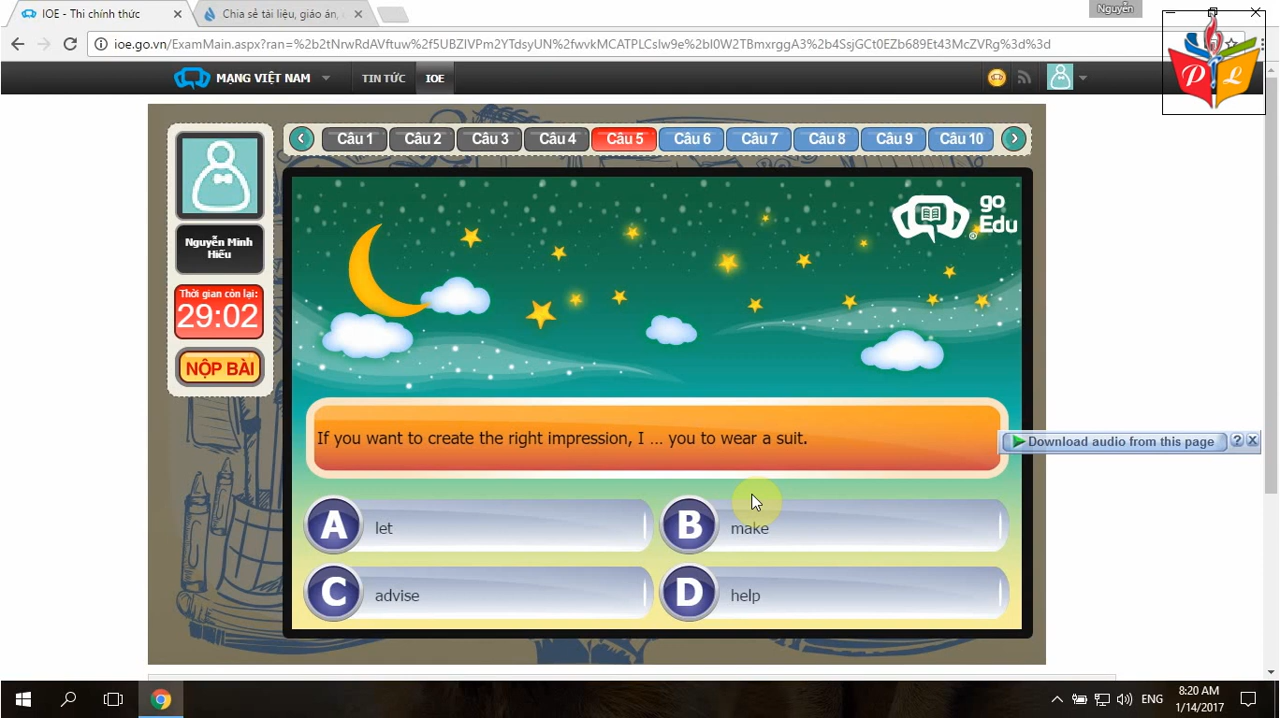 IOE - Thi chính thức
Chia sẻ tài liệu, giáo án,
Nguyễn
ioe.go.vn/ExamMain.aspx?ran=%2b2tNrwRdAVftuw%2f5UBZIVPm2YFdsyUM%2fwvkMCATPLCsIw9e%2bI0W2TBmxrggA3%2b4SsjGCt0EZb689Et43McZVRg%3d%3d
MẠNG VIỆT NAM
TIN TỨC
IOE
P L
Câu 1
Câu 2
Câu 3
Câu 4
Câu 5
Câu 6
Câu 7
Câu 8
Câu 9
Câu 10
go
Edu
Nguyễn Minh
Hiếu
Thời gian còn lại:
29:02
NỘP BÀI
If you want to create the right impression, I ... you to wear a suit.
Download audio from this page
A let
B make
C advise
D help
ENG
8:20 AM
1/14/2017